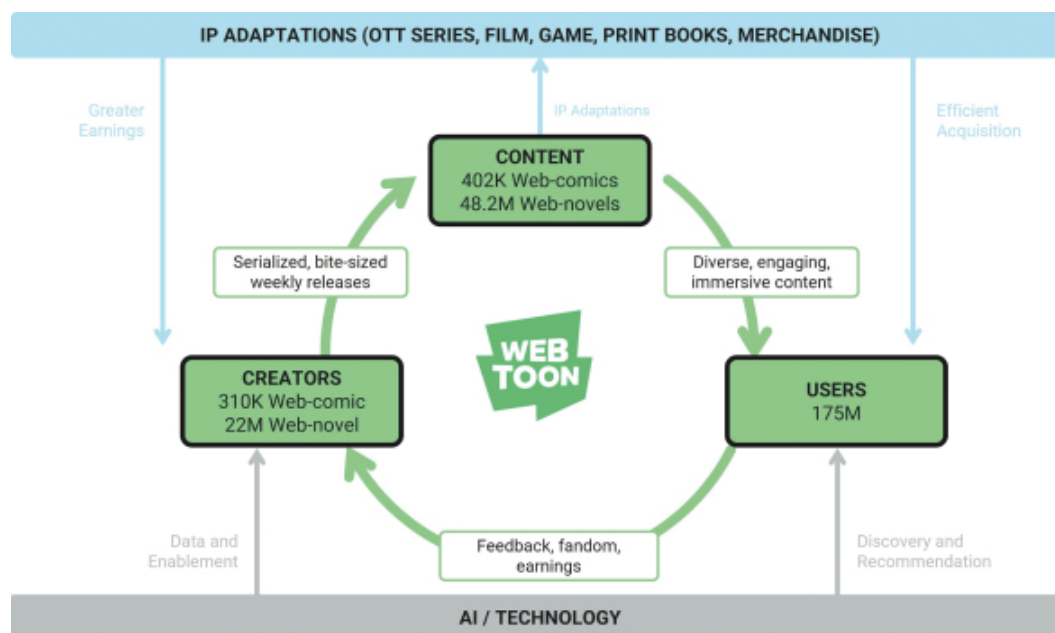 IP ADAPTATIONS (OTT SERIES, FILM, GAME, PRINT BOOKS, MERCHANDISE)
Greater
Earnings
IP Adaptations
Efficient
Acquisition
CONTENT
402K Web-comics
48.2M Web-novels
Serialized, bite-sized
weekly releases
Diverse, engaging,
immersive content
WEB
TOON
CREATORS
310K Web-comic
22M Web-novel
USERS
175M
Data and
Enablement
Feedback, fandom,
earnings
Discovery and
Recommendation
AI / TECHNOLOGY